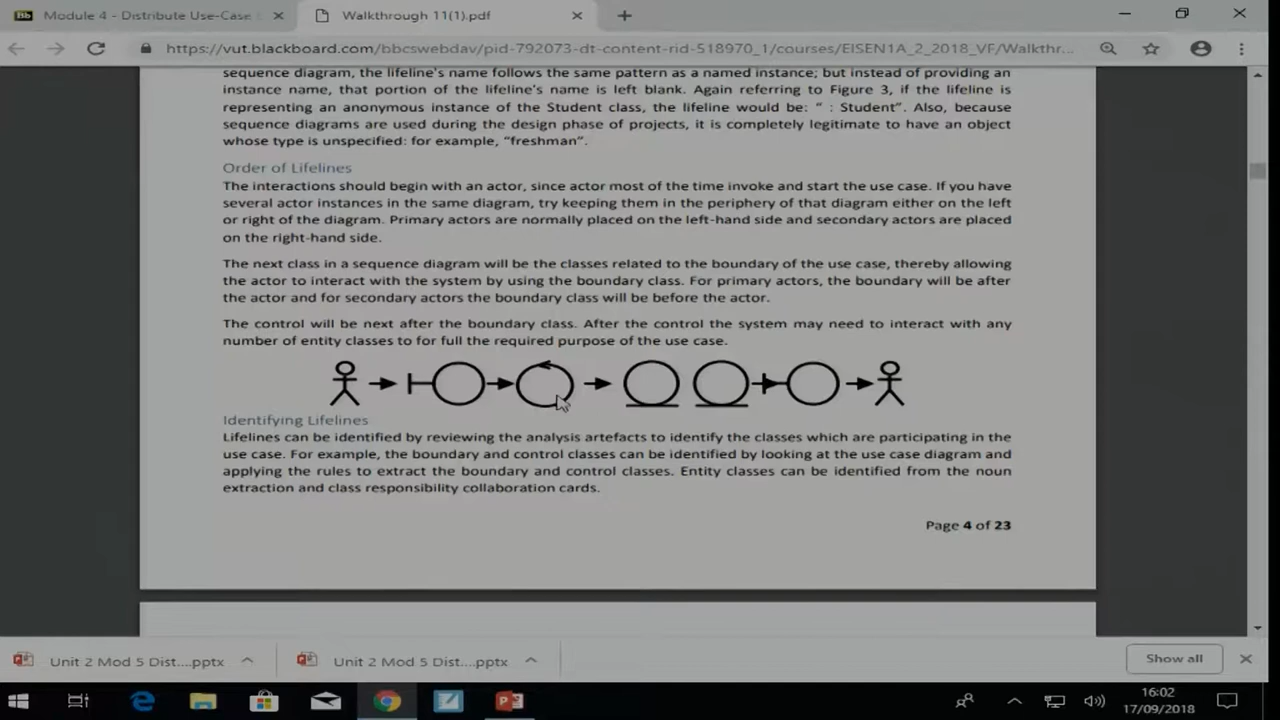 Module 4 - Distribute Use-Case
Walkthrough 11(1).pdf
https://vut.blackboard.com/bbcswebdav/pid-792073-dt-content-rid-518970_1/courses/EISEN1A_2_2018_VF/Walkthr...
sequence diagram, the lifeline's name follows the same pattern as a named instance; but instead of providing an
instance name, that portion of the lifeline's name is left blank. Again referring to Figure 3, if the lifeline is
representing an anonymous instance of the Student class, the lifeline would be: " : Student". Also, because
sequence diagrams are used during the design phase of projects, it is completely legitimate to have an object
whose type is unspecified: for example, "freshman".
Order of Lifelines
The interactions should begin with an actor, since actor most of the time invoke and start the use case. If you have
several actor instances in the same diagram, try keeping them in the periphery of that diagram either on the left
or right of the diagram. Primary actors are normally placed on the left-hand side and secondary actors are placed
on the right-hand side.
The next class in a sequence diagram will be the classes related to the boundary of the use case, thereby allowing
the actor to interact with the system by using the boundary class. For primary actors, the boundary will be after
the actor and for secondary actors the boundary class will be before the actor.
The control will be next after the boundary class. After the control the system may need to interact with any
number of entity classes to for full the required purpose of the use case.
Identifying Lifelines
Lifelines can be identified by reviewing the analysis artefacts to identify the classes which are participating in the
use case. For example, the boundary and control classes can be identified by looking at the use case diagram and
applying the rules to extract the boundary and control classes. Entity classes can be identified from the noun
extraction and class responsibility collaboration cards.
Page 4 of 23
Unit 2 Mod 5 Dist....pptx
Unit 2 Mod 5 Dist....pptx
Show all
16:02
17/09/2018